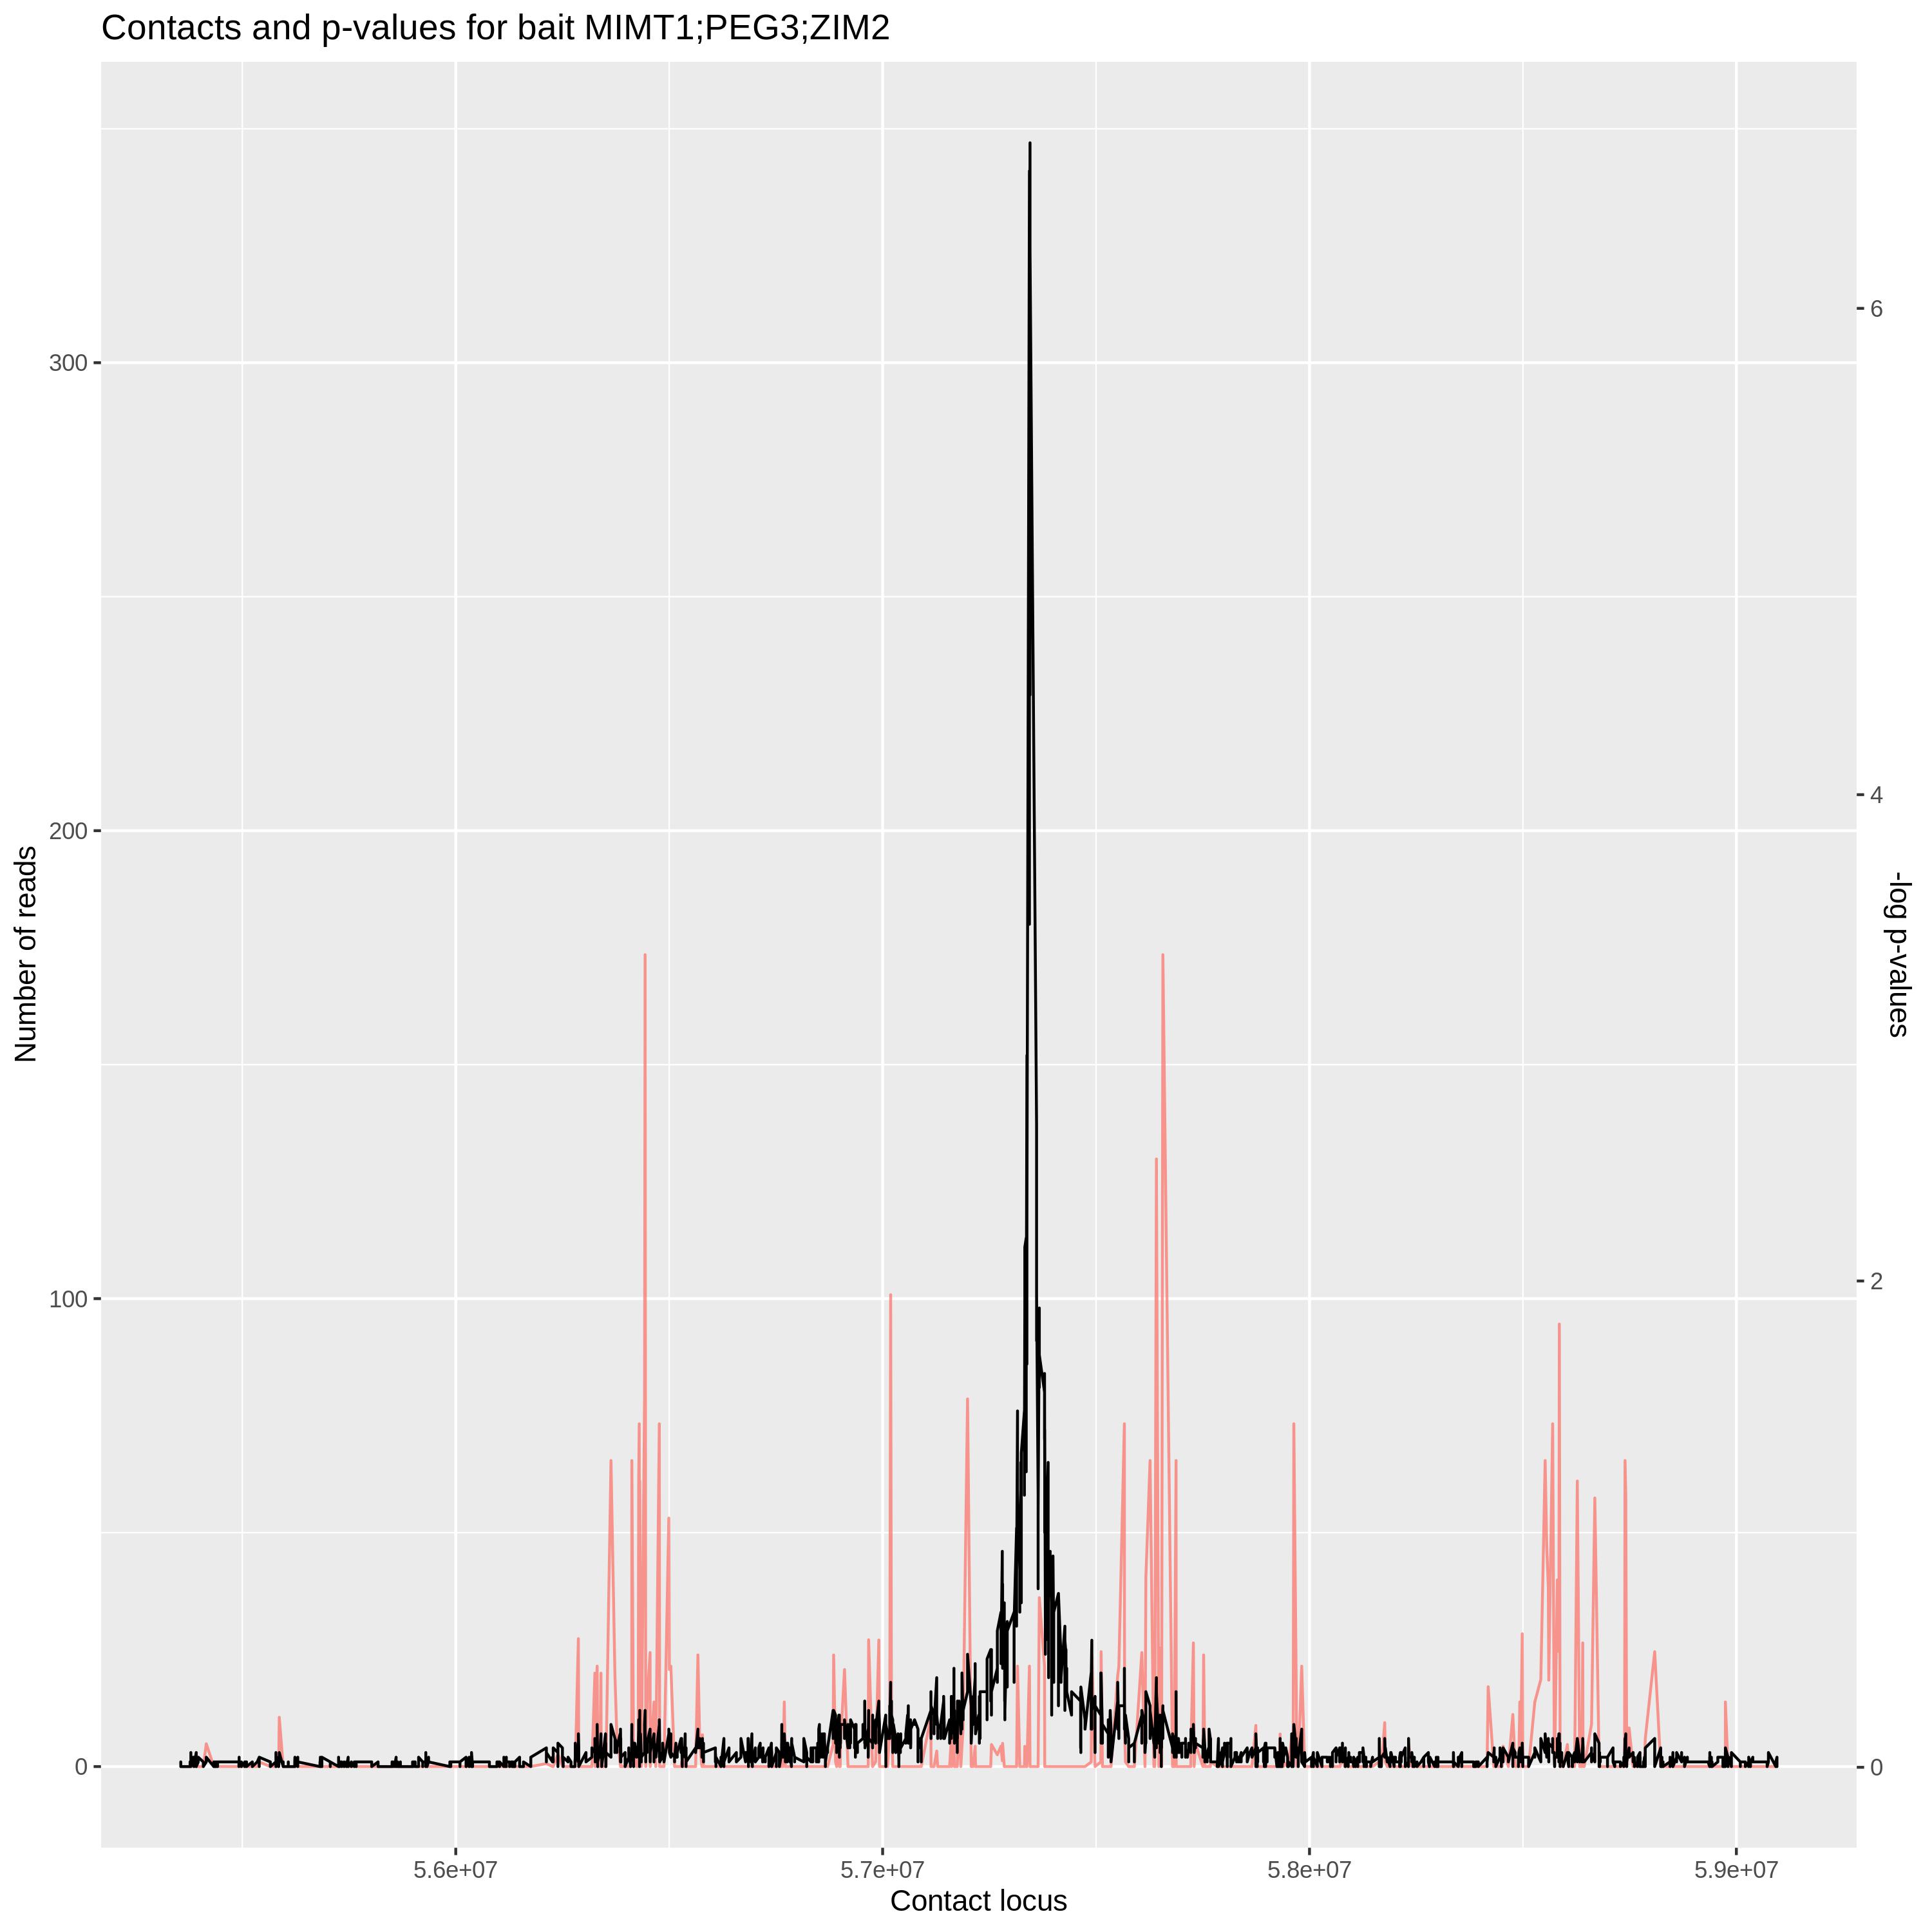 Contacts and p-values for bait MIMT1;PEG3;ZIM2
300
200
100
0
Number of reads
6
4
2
0
-log p-values
5.6e+07
5.7e+07
5.8e+07
5.9e+07
Contact locus